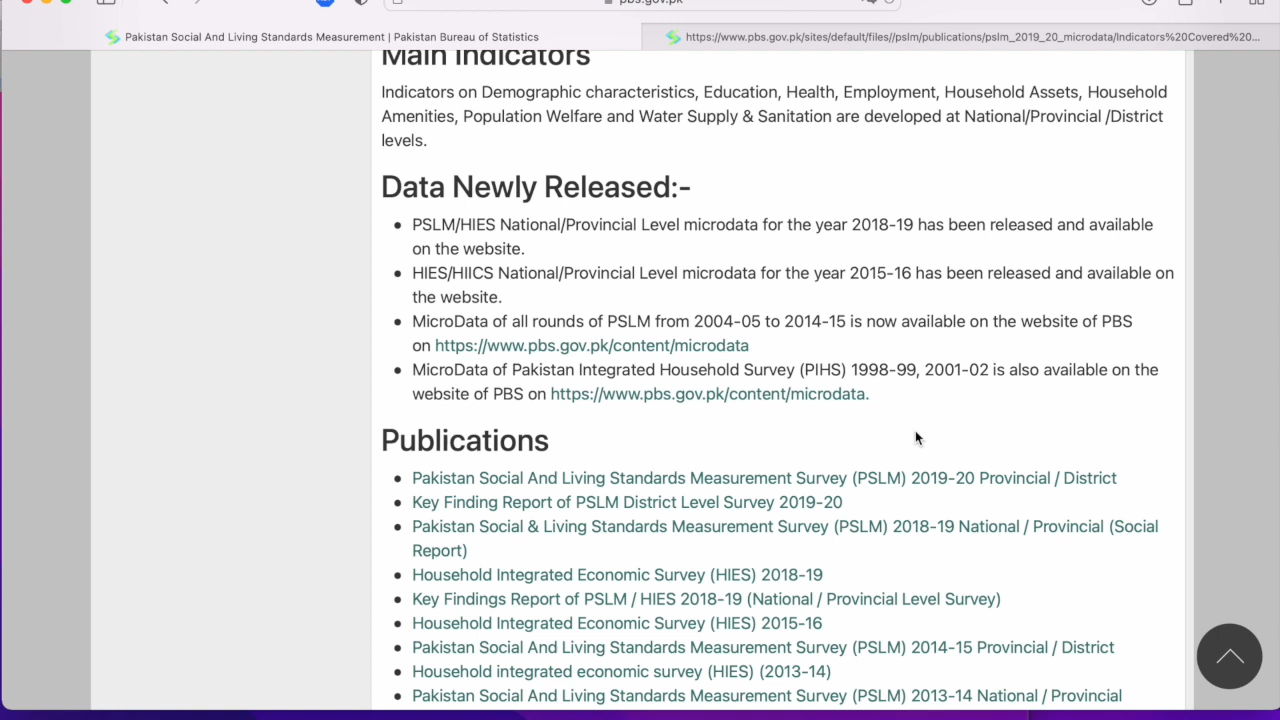 pbs.gov.pk
Pakistan Social And Living Standards Measurement | Pakistan Bureau of Statistics
https://www.pbs.gov.pk/sites/default/files//pslm/publications/pslm_2019_20_microdata/Indicators%20Covered%20...
Main Indicators
Indicators on Demographic characteristics, Education, Health, Employment, Household Assets, Household
Amenities, Population Welfare and Water Supply & Sanitation are developed at National/Provincial /District
levels.
Data Newly Released:-
• PSLM/HIES National/Provincial Level microdata for the year 2018-19 has been released and available
on the website.
• HIES/HIICS National/Provincial Level microdata for the year 2015-16 has been released and available on
the website.
• MicroData of all rounds of PSLM from 2004-05 to 2014-15 is now available on the website of PBS
on https://www.pbs.gov.pk/content/microdata
• MicroData of Pakistan Integrated Household Survey (PIHS) 1998-99, 2001-02 is also available on the
website of PBS on https://www.pbs.gov.pk/content/microdata.
Publications
• Pakistan Social And Living Standards Measurement Survey (PSLM) 2019-20 Provincial / District
• Key Finding Report of PSLM District Level Survey 2019-20
• Pakistan Social & Living Standards Measurement Survey (PSLM) 2018-19 National / Provincial (Social
Report)
• Household Integrated Economic Survey (HIES) 2018-19
• Key Findings Report of PSLM / HIES 2018-19 (National / Provincial Level Survey)
• Household Integrated Economic Survey (HIES) 2015-16
• Pakistan Social And Living Standards Measurement Survey (PSLM) 2014-15 Provincial / District
• Household integrated economic survey (HIES) (2013-14)
• Pakistan Social And Living Standards Measurement Survey (PSLM) 2013-14 National / Provincial